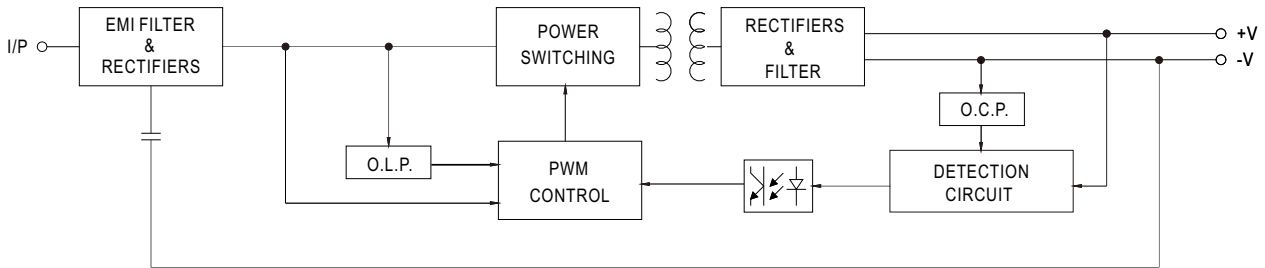 I/P
EMI FILTER
&
RECTIFIERS
POWER
SWITCHING
RECTIFIERS
&
FILTER
+V
-V
O.C.P.
O.L.P.
PWM
CONTROL
DETECTION
CIRCUIT